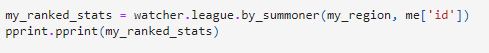 my_ranked_stats = watcher.league.by_summoner(my_region, me['id'])
pprint.pprint(my_ranked_stats)